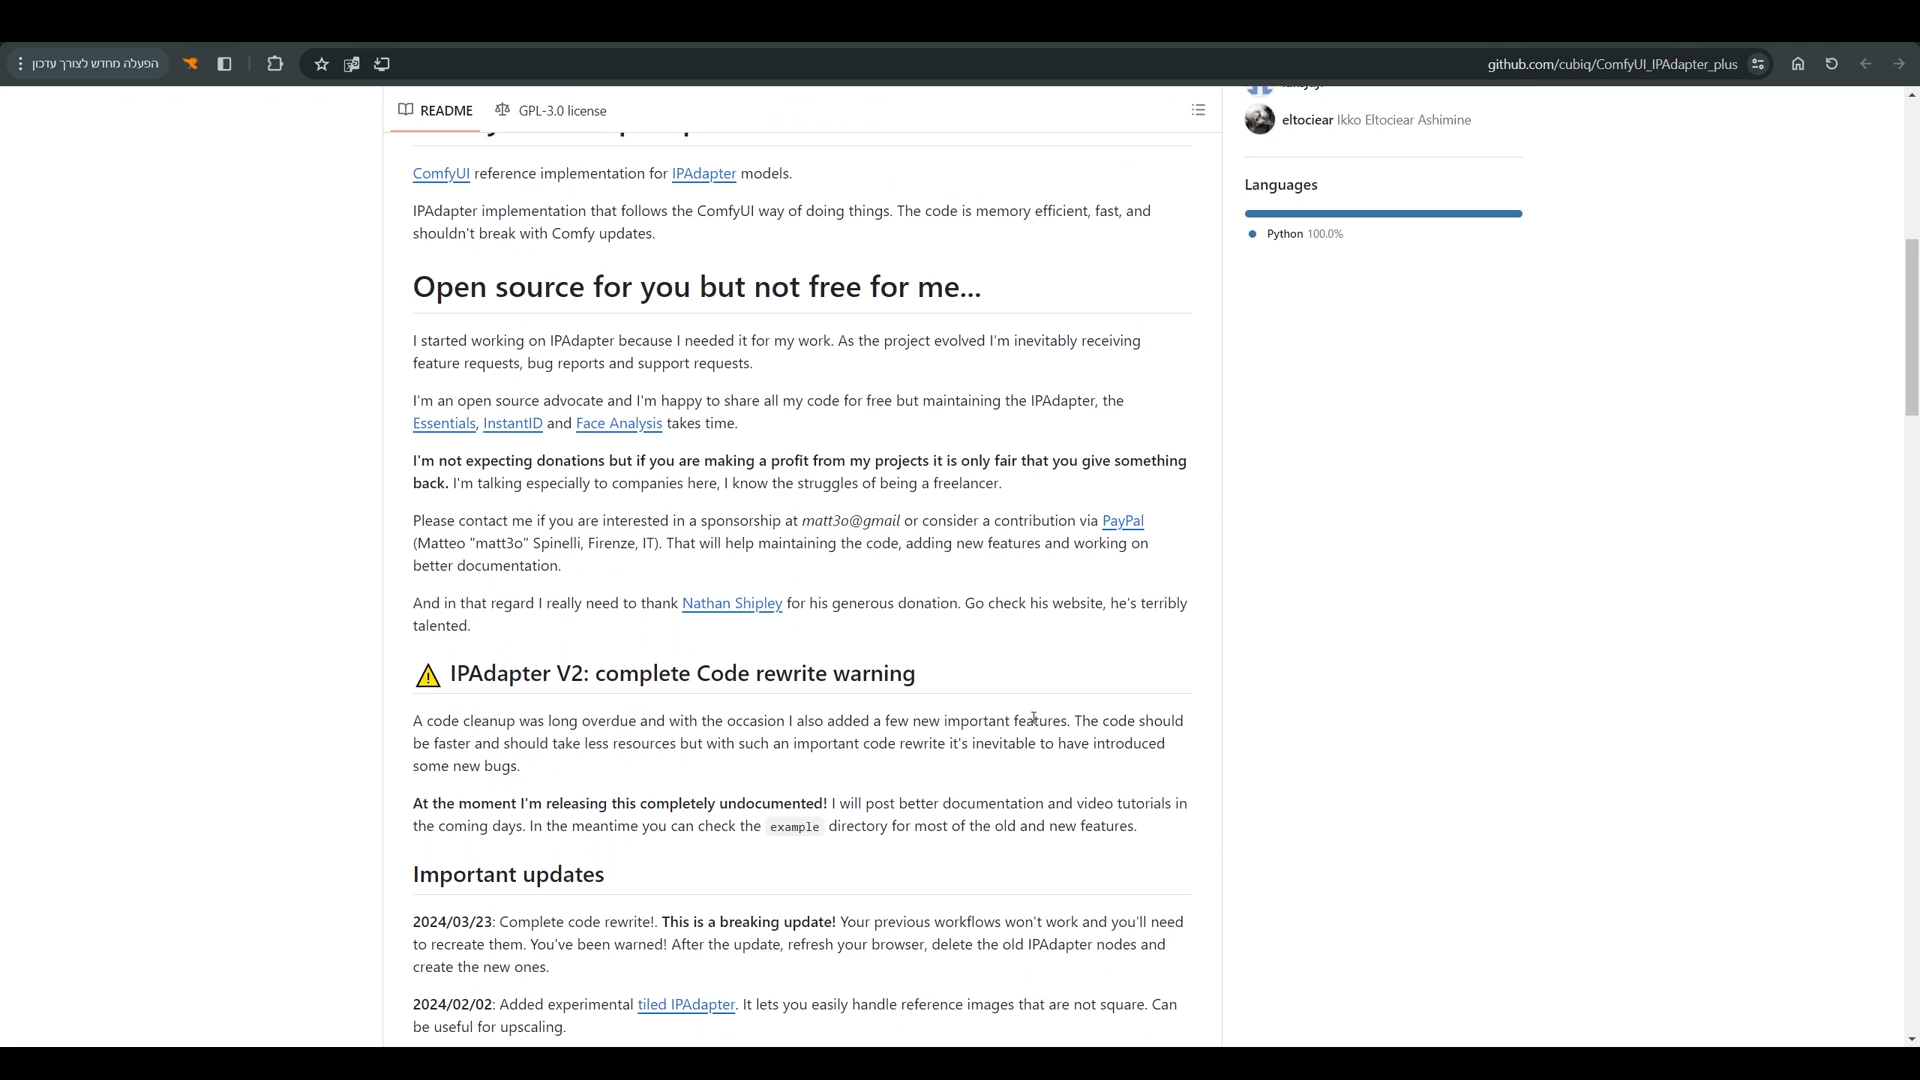 הפעלה מחדש לצורך עדכון
github.com/cubiq/ComfyUI_IPAdapter_plus
README
GPL-3.0 license
ComfyUI reference implementation for IPAdapter models.
IPAdapter implementation that follows the ComfyUI way of doing things. The code is memory efficient, fast, and
shouldn't break with Comfy updates.
Open source for you but not free for me...
I started working on IPAdapter because I needed it for my work. As the project evolved I'm inevitably receiving
feature requests, bug reports and support requests.
I'm an open source advocate and I'm happy to share all my code for free but maintaining the IPAdapter, the
Essentials, InstantID and Face Analysis takes time.
I'm not expecting donations but if you are making a profit from my projects it is only fair that you give something
back. I'm talking especially to companies here, I know the struggles of being a freelancer.
Please contact me if you are interested in a sponsorship at matt3o@gmail or consider a contribution via PayPal
(Matteo "matt3o" Spinelli, Firenze, IT). That will help maintaining the code, adding new features and working on
better documentation.
And in that regard I really need to thank Nathan Shipley for his generous donation. Go check his website, he's terribly
talented.
IPAdapter V2: complete Code rewrite warning
A code cleanup was long overdue and with the occasion I also added a few new important features. The code should
be faster and should take less resources but with such an important code rewrite it's inevitable to have introduced
some new bugs.
At the moment I'm releasing this completely undocumented! I will post better documentation and video tutorials in
the coming days. In the meantime you can check the example directory for most of the old and new features.
Important updates
2024/03/23: Complete code rewrite!. This is a breaking update! Your previous workflows won't work and you'll need
to recreate them. You've been warned! After the update, refresh your browser, delete the old IPAdapter nodes and
create the new ones.
2024/02/02: Added experimental tiled IPAdapter. It lets you easily handle reference images that are not square. Can
be useful for upscaling.
eltociear Ikko Eltociear Ashimine
Languages
Python 100.0%